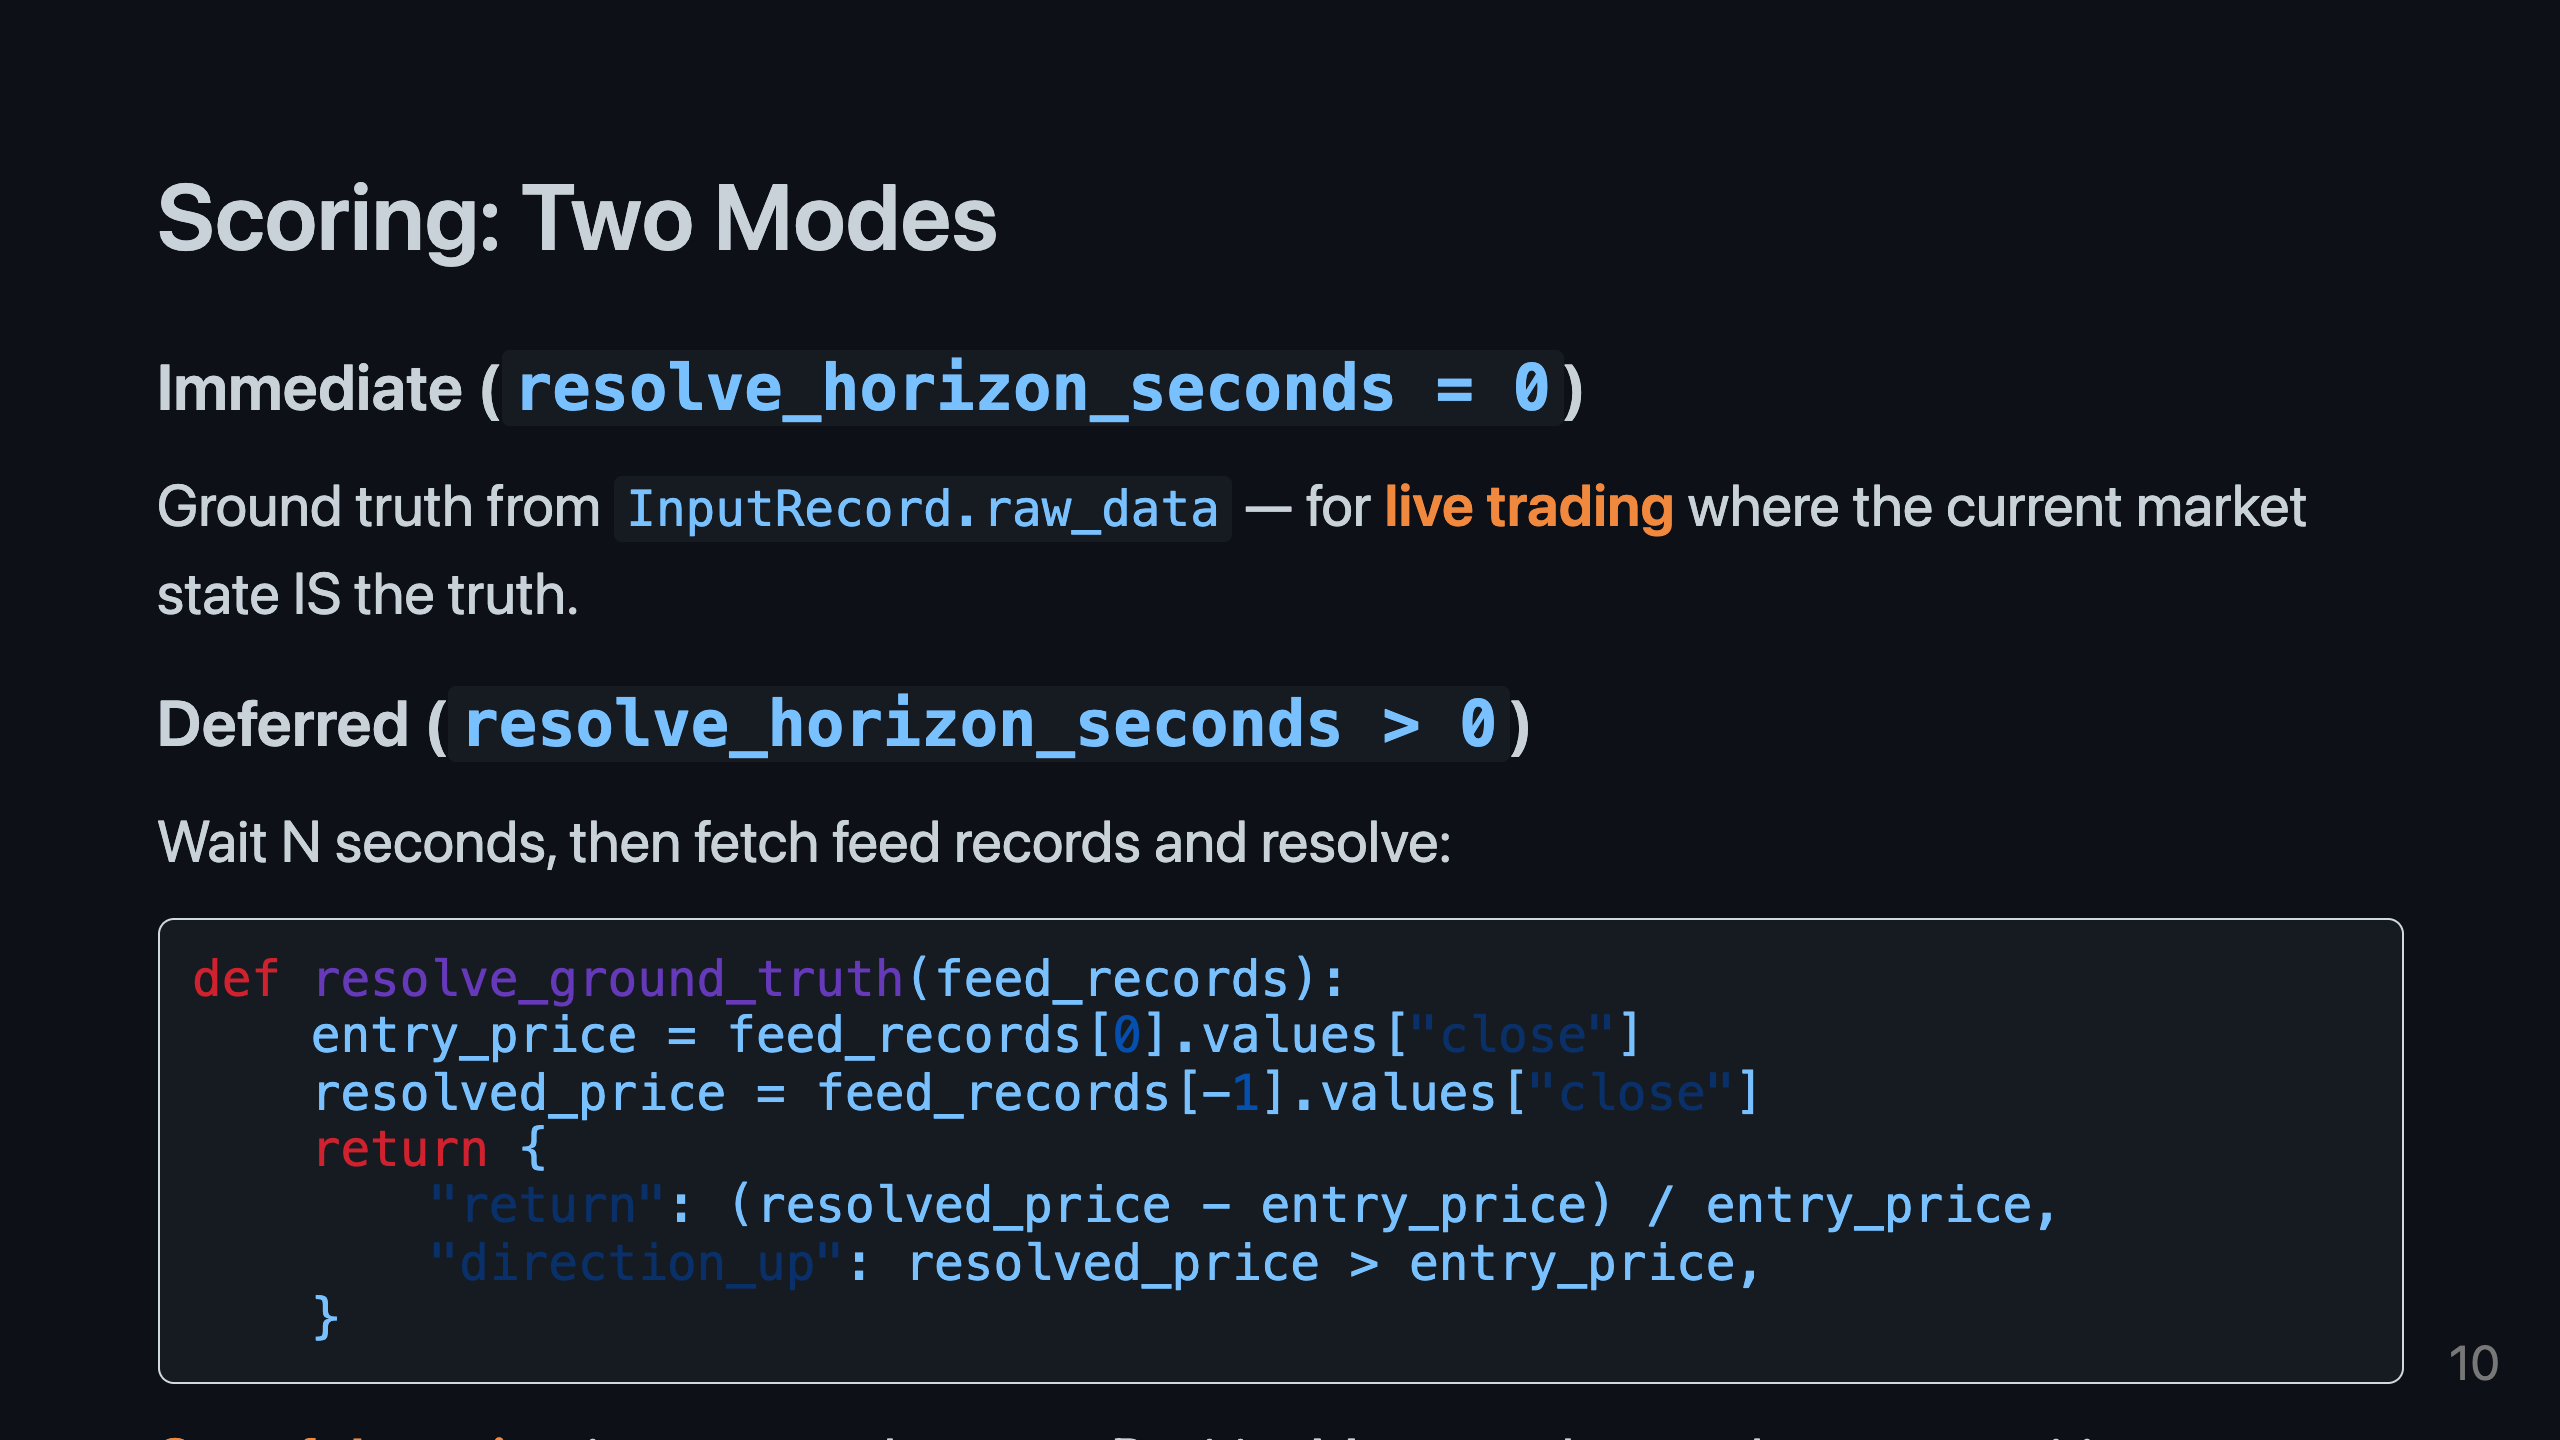 Scoring: Two Modes
Immediate (resolve_horizon_seconds = 0)
Ground truth from InputRecord.raw_data — for live trading where the current market
state IS the truth.
Deferred (resolve_horizon_seconds > 0)
Wait N seconds, then fetch feed records and resolve:
def resolve_ground_truth(feed_records):
    entry_price = feed_records[0].values["close"]
    resolved_price = feed_records[-1].values["close"]
    return {
        "return": (resolved_price - entry_price) / entry_price,
        "direction_up": resolved_price > entry_price,
    }
10